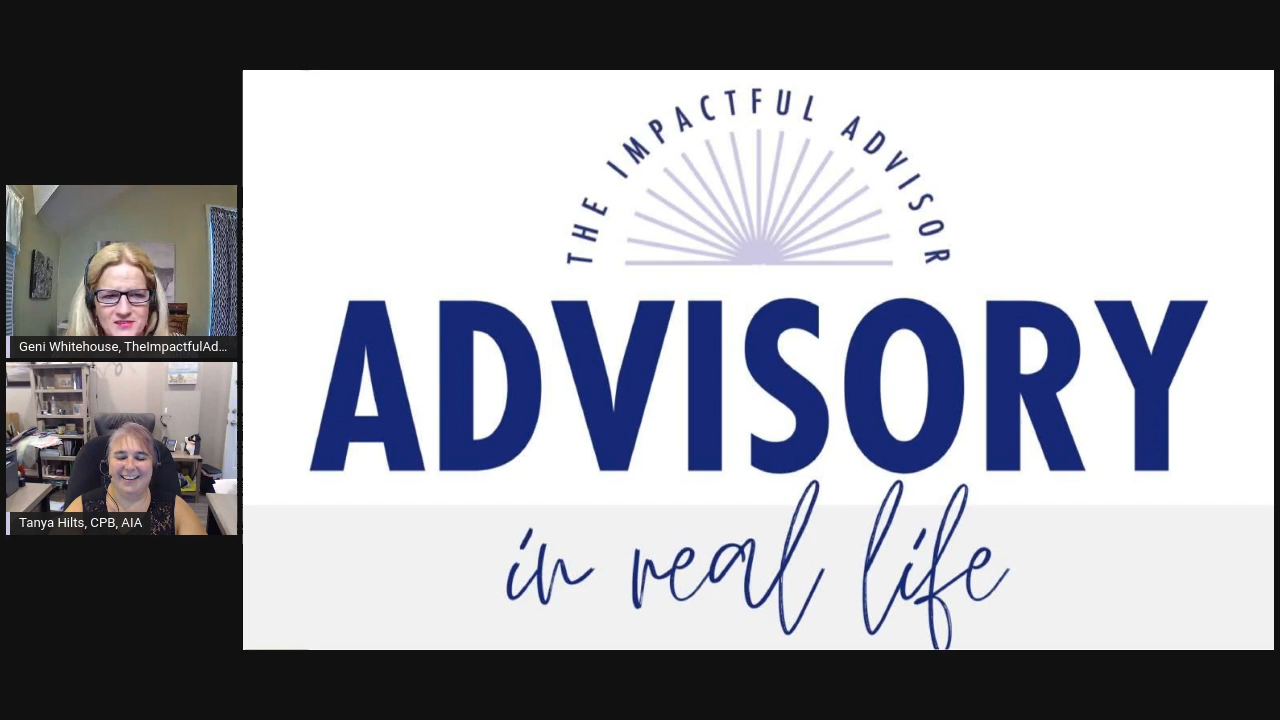 THE IMPACTFUL ADVISOR
ADVISORY
in real life
Geni Whitehouse, TheImpactfulAd...
Tanya Hilts, CPB, AIA